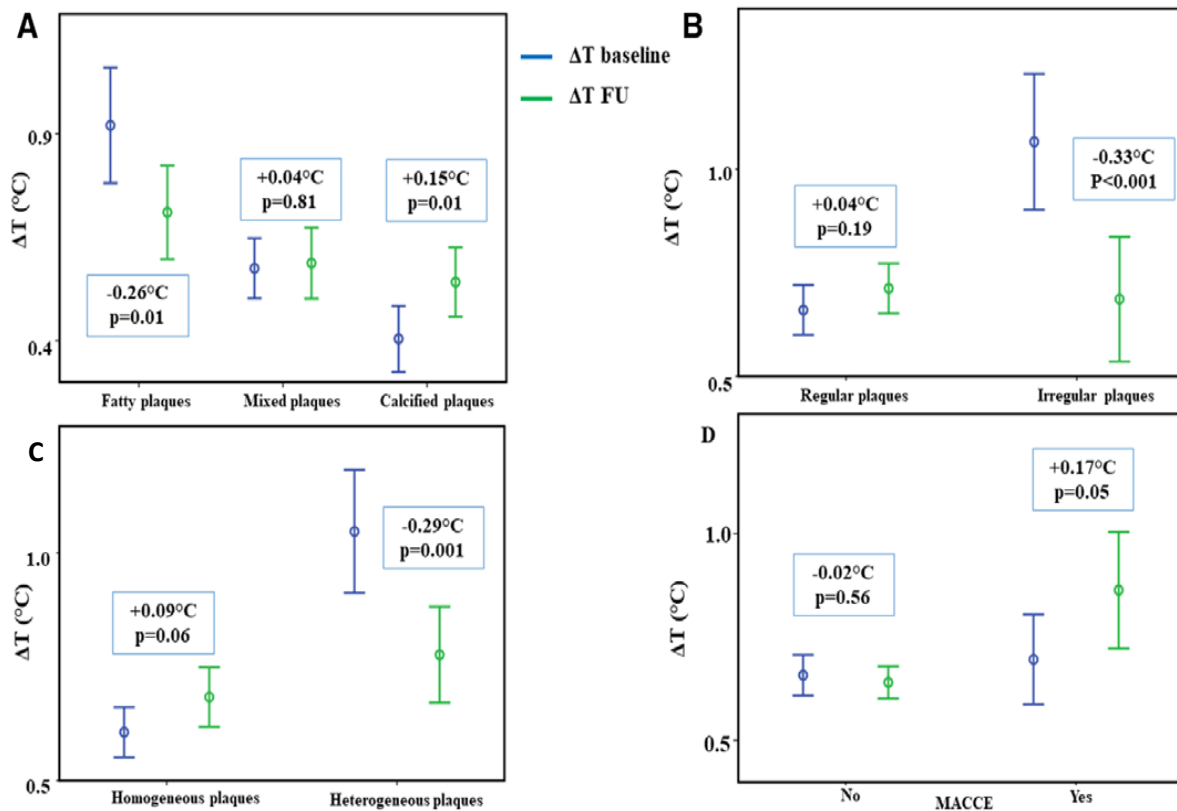 A
ΔT (°C)
0.9
0.4
-0.26°C
p=0.01
+0.04°C
p=0.81
+0.15°C
p=0.01
Fatty plaques
Mixed plaques
Calcified plaques
ΔT baseline
ΔT FU
B
ΔT (°C)
1.0
0.5
+0.04°C
p=0.19
-0.33°C
P<0.001
Regular plaques
Irregular plaques
C
ΔT (°C)
1.0
0.5
+0.09°C
p=0.06
-0.29°C
p=0.001
Homogeneous plaques
Heterogeneous plaques
D
ΔT (°C)
1.0
0.5
-0.02°C
p=0.56
+0.17°C
p=0.05
No
MACCE
Yes